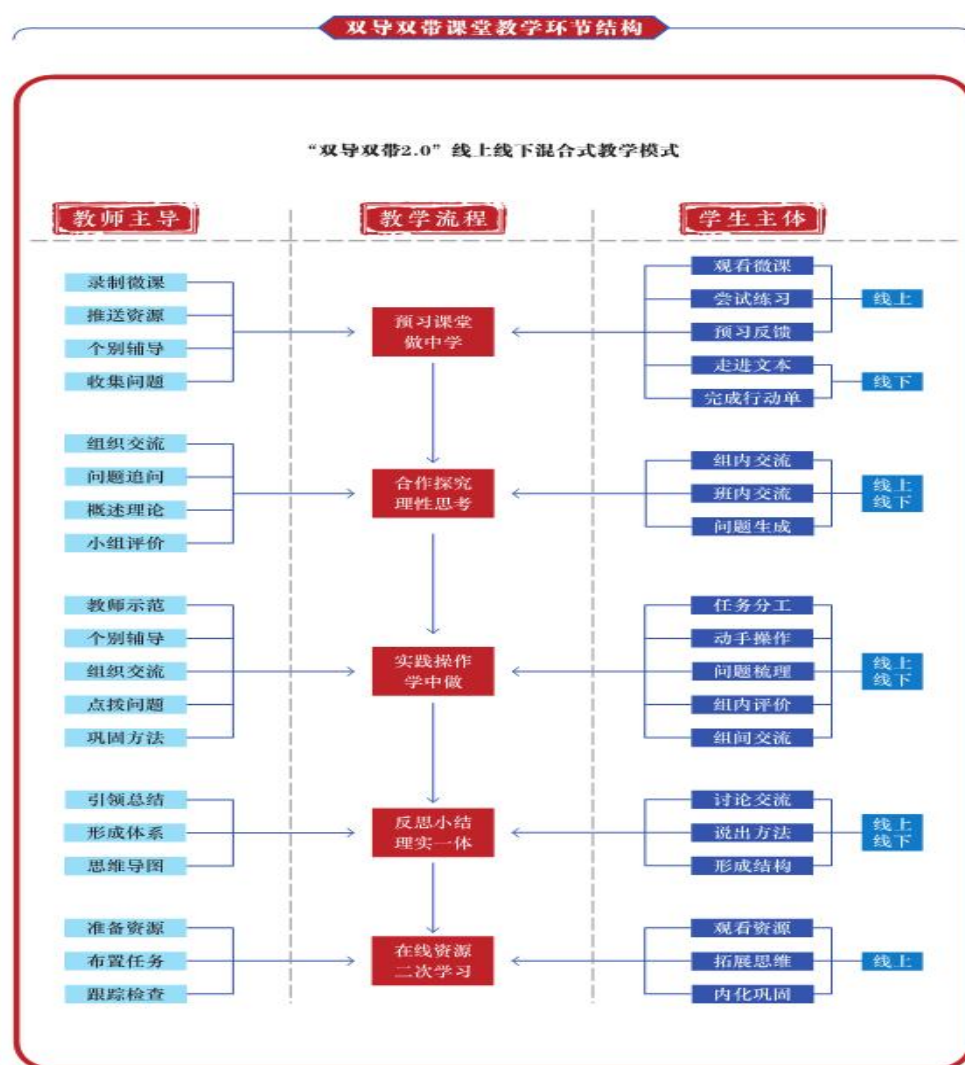 双导双带课堂教学环节结构
“双导双带2.0”线上线下混合式教学模式
教师主导
教学流程
学生主体
录制微课
推送资源
个别辅导
收集问题
预习课堂
做中学
观看微课
尝试练习
预习反馈
走进文本
完成行动单
线上
线下
组织交流
问题追问
概述理论
小组评价
合作探究
理性思考
组内交流
班内交流
问题生成
线上
线下
教师示范
个别辅导
组织交流
点拨问题
巩固方法
实践操作
学中做
任务分工
动手操作
问题梳理
组内评价
组间交流
线上
线下
引领总结
形成体系
思维导图
反思小结
理实一体
讨论交流
说出方法
形成结构
线上
线下
准备资源
布置任务
跟踪检查
在线资源
二次学习
观看资源
拓展思维
内化巩固
线上